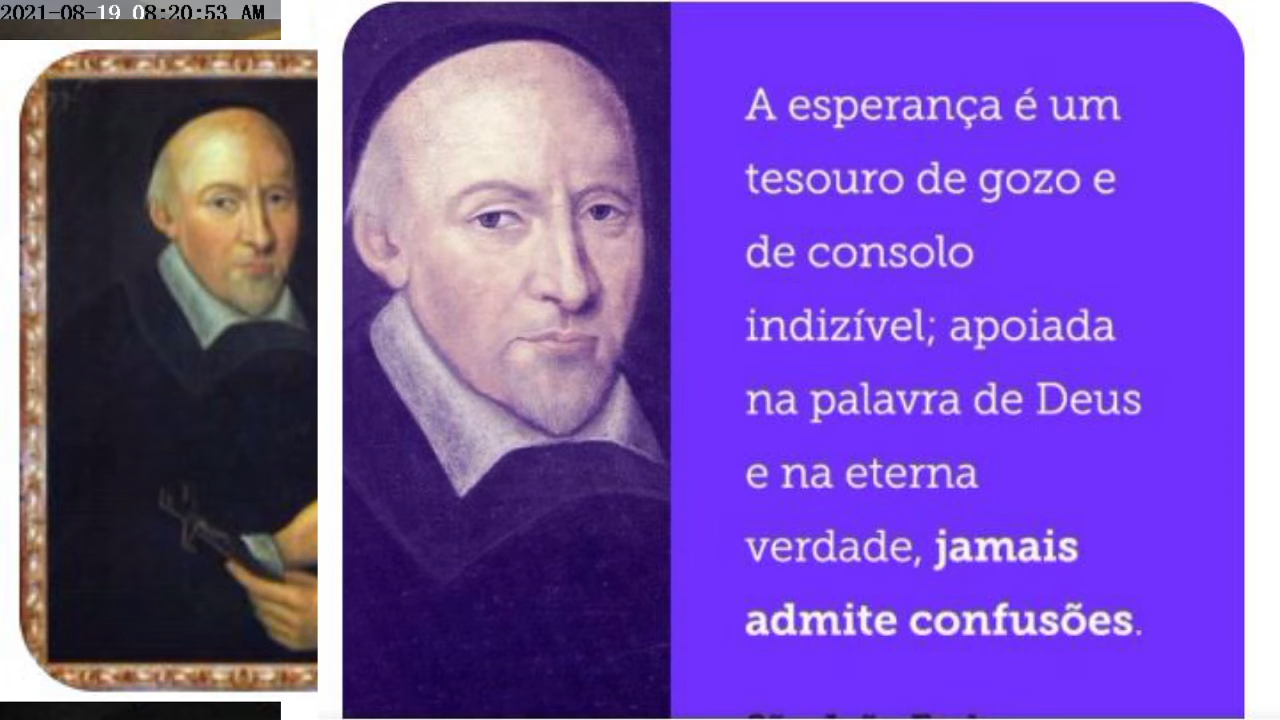 2021-08-19 08:20:53 AM
A esperança é um
tesouro de gozo e
de consolo
indizível; apoiada
na palavra de Deus
e na eterna
verdade, jamais
admite confusões.